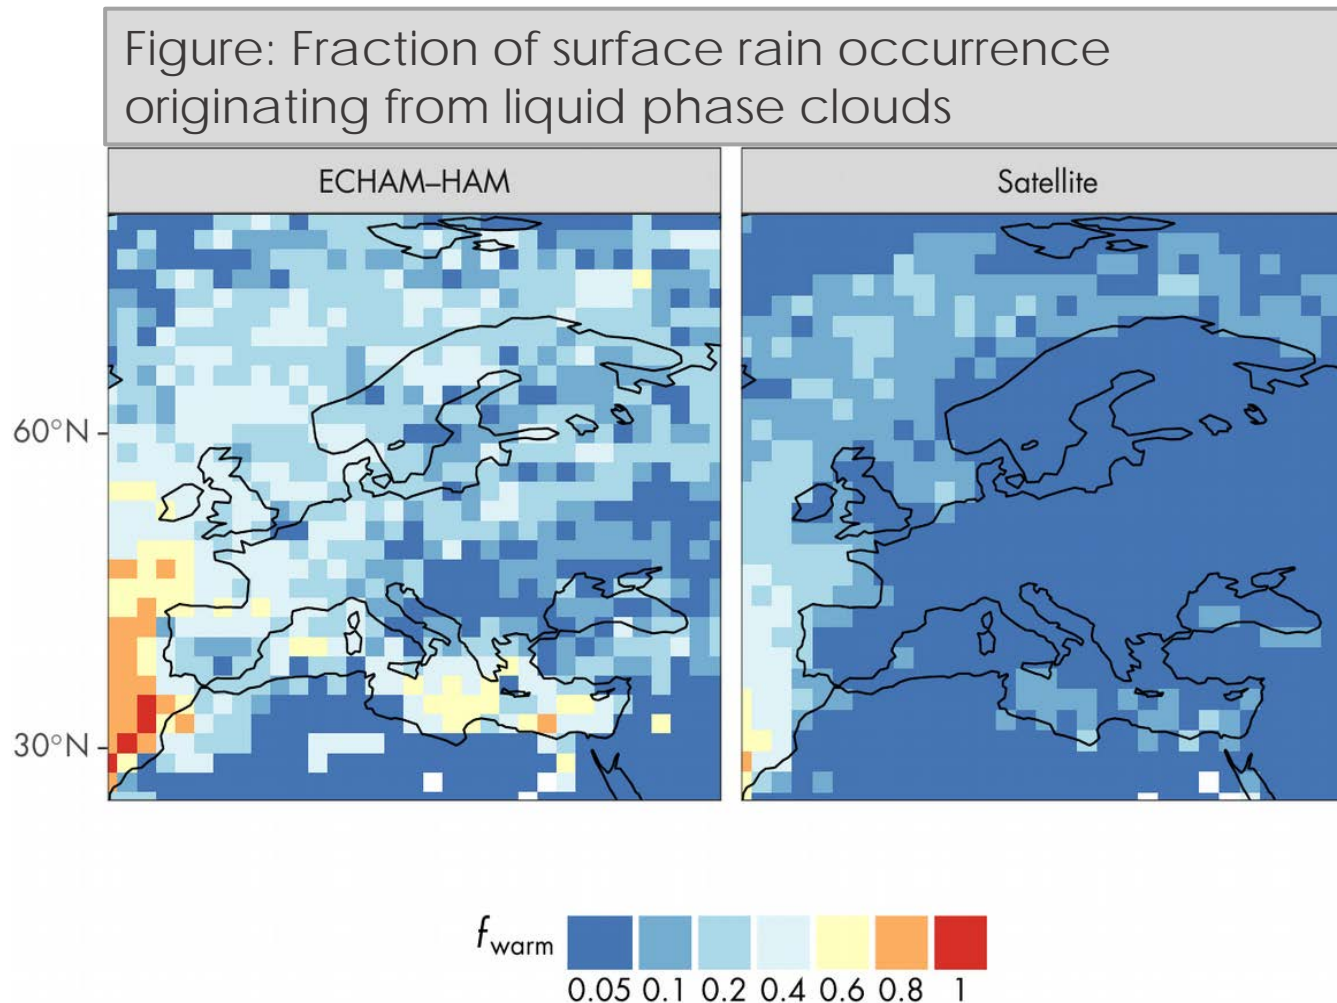 Figure: Fraction of surface rain occurrence
originating from liquid phase clouds
ECHAM–HAM
Satellite
60°N
30°N
fwarm
0.05 0.1 0.2 0.4 0.6 0.8 1